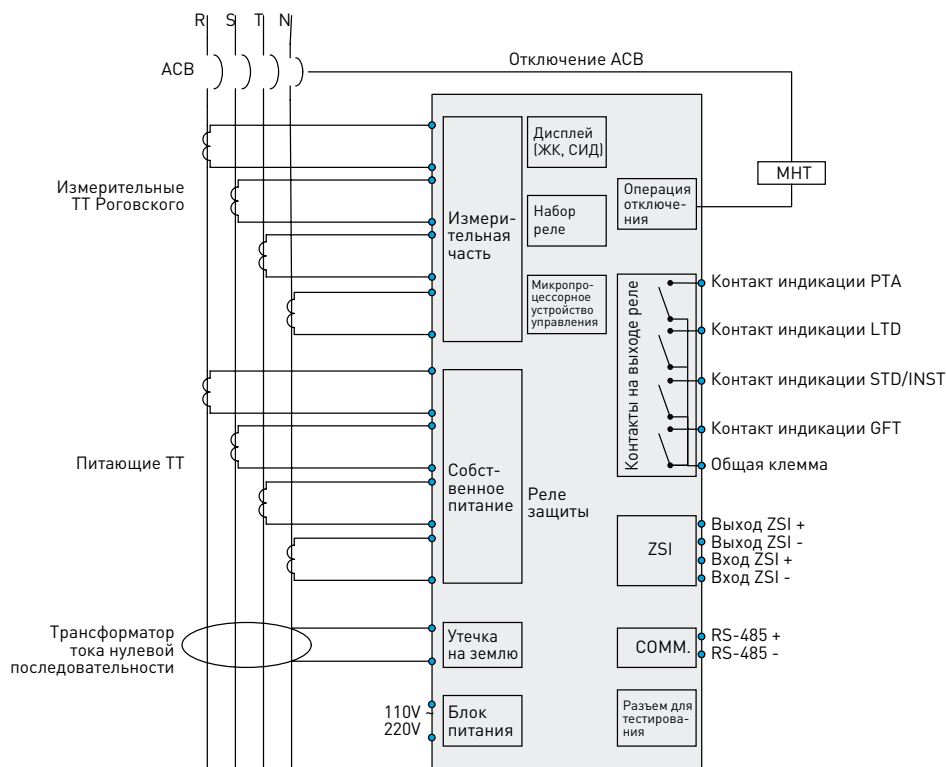 R S T N
ACB
Отключение ACB
Дисплей
(ЖК, СИД)
МНТ
Измерительные
ТТ Роговского
Операция
отключе-
ния
Измери-
тельная
часть
Набор
реле
Микропро-
цессорное
устройство
управления
Контакты на выходе реле
Контакт индикации PTA
Контакт индикации LTD
Контакт индикации STD/INST
Контакт индикации GFT
Общая клемма
Питающие ТТ
Собст-
венное
питание
Реле
защиты
ZSI
Выход ZSI +
Выход ZSI -
Вход ZSI +
Вход ZSI -
Трансформатор
тока нулевой
последовательности
Утечка
на землю
COMM.
RS-485 +
RS-485 -
110V ~
220V
Блок
питания
Разъем для
тестирова-
ния